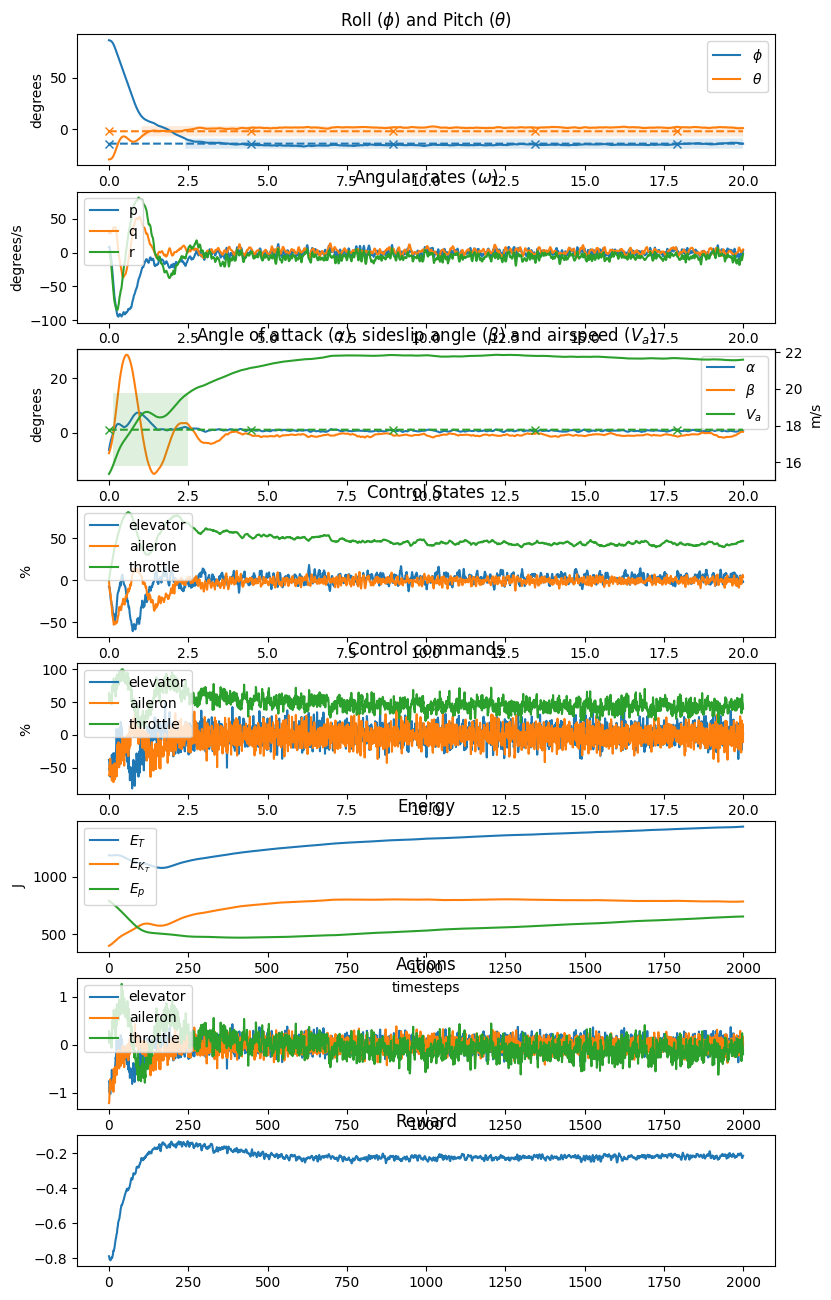 Roll (ϕ) and Pitch (θ)
degrees
50
0
ϕ
θ
0.0 2.5 5.0 7.5 10.0 12.5 15.0 17.5 20.0
Angular rates (ω)
degrees/s
50
0
−50
−100
p
q
r
0.0 2.5 5.0 7.5 10.0 12.5 15.0 17.5 20.0
Angle of attack (α), sideslip angle (β) and airspeed (Vₐ)
degrees
20
0
α
β
Vₐ
22
20
18
16
m/s
0.0 2.5 5.0 7.5 10.0 12.5 15.0 17.5 20.0
Control States
%
50
0
−50
elevator
aileron
throttle
0.0 2.5 5.0 7.5 10.0 12.5 15.0 17.5 20.0
Control commands
%
100
50
0
−50
elevator
aileron
throttle
0.0 2.5 5.0 7.5 10.0 12.5 15.0 17.5 20.0
Energy
J
1000
500
E_T
E_{K_T}
E_p
0 250 500 750 1000 1250 1500 1750 2000
timesteps
Actions
1
0
−1
elevator
aileron
throttle
0 250 500 750 1000 1250 1500 1750 2000
Reward
−0.2
−0.4
−0.6
−0.8
0 250 500 750 1000 1250 1500 1750 2000